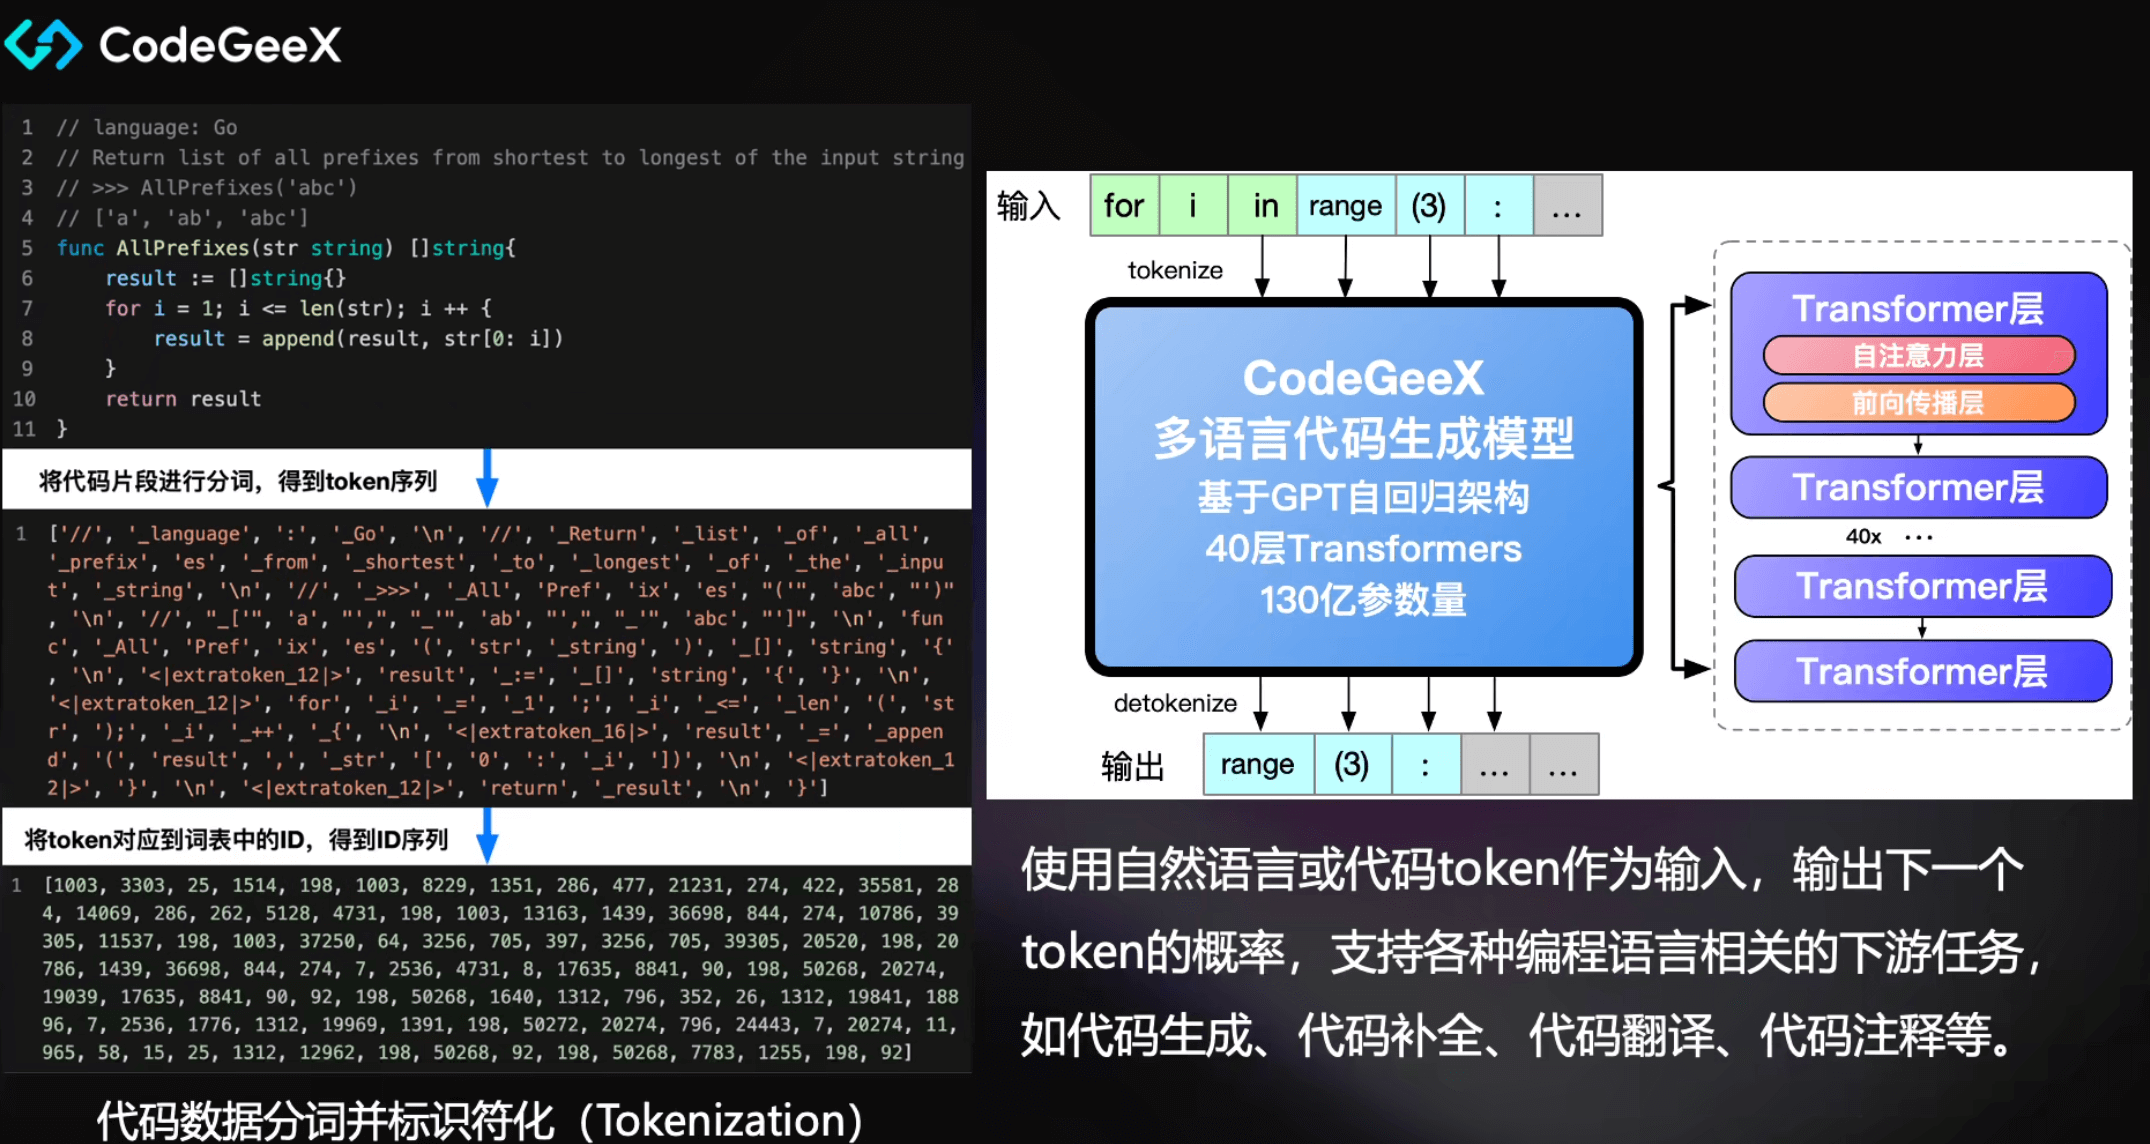 CodeGeeX
1 // language: Go
2 // Return list of all prefixes from shortest to longest of the input string
3 // >>> AllPrefixes('abc')
4 // ['a', 'ab', 'abc']
5 func AllPrefixes(str string) []string{
6 result := []string{}
7 for i = 1; i <= len(str); i ++ {
8 result = append(result, str[0: i])
9 }
10 return result
11 }
将代码片段进行分词，得到token序列
1 ['//', '_language', ':', '_Go', '\n', '//', '_Return', '_list', '_of', '_all',
'_prefix', 'es', '_from', '_shortest', '_to', '_longest', '_of', '_the', '_inpu
t', '_string', '\n', '//', '_>>>', '_All', 'Pref', 'ix', 'es', "('", 'abc', "')"
, '\n', '//', "_['", 'a', "',", "_'", 'ab', "',", "_'", 'abc', "']", '\n', 'fun
c', '_All', 'Pref', 'ix', 'es', '(', 'str', '_string', ')', '_[]', 'string', '{'
, '\n', '<|extratoken_12|>', 'result', '_:=', '_[]', 'string', '{', '}', '\n',
'<|extratoken_12|>', 'for', '_i', '_=', '_1', ';', '_i', '_<=', '_len', '(', 'st
r', ');', '_i', '_++', '_{', '\n', '<|extratoken_16|>', 'result', '_=', '_appen
d', '(', 'result', ',', '_str', '[', '0', ':', '_i', '])', '\n', '<|extratoken_1
2|>', '}', '\n', '<|extratoken_12|>', 'return', '_result', '\n', '}']
将token对应到词表中的ID，得到ID序列
1 [1003, 3303, 25, 1514, 198, 1003, 8229, 1351, 286, 477, 21231, 274, 422, 35581, 28
4, 14069, 286, 262, 5128, 4731, 198, 1003, 13163, 1439, 36698, 844, 274, 10786, 39
305, 11537, 198, 1003, 37250, 64, 3256, 705, 397, 3256, 705, 39305, 20520, 198, 20
786, 1439, 36698, 844, 274, 7, 2536, 4731, 8, 17635, 8841, 90, 198, 50268, 20274,
19039, 17635, 8841, 90, 92, 198, 50268, 1640, 1312, 796, 352, 26, 1312, 19841, 188
96, 7, 2536, 1776, 1312, 19969, 1391, 198, 50272, 20274, 796, 24443, 7, 20274, 11,
965, 58, 15, 25, 1312, 12962, 198, 50268, 92, 198, 50268, 7783, 1255, 198, 92]
代码数据分词并标识符化（Tokenization）
输入 for i in range (3) : ...
tokenize
CodeGeeX
多语言代码生成模型
基于GPT自回归架构
40层Transformers
130亿参数量
detokenize
输出 range (3) : ... ...
Transformer层
自注意力层
前向传播层
Transformer层
40x ...
Transformer层
Transformer层
使用自然语言或代码token作为输入，输出下一个
token的概率，支持各种编程语言相关的下游任务，
如代码生成、代码补全、代码翻译、代码注释等。